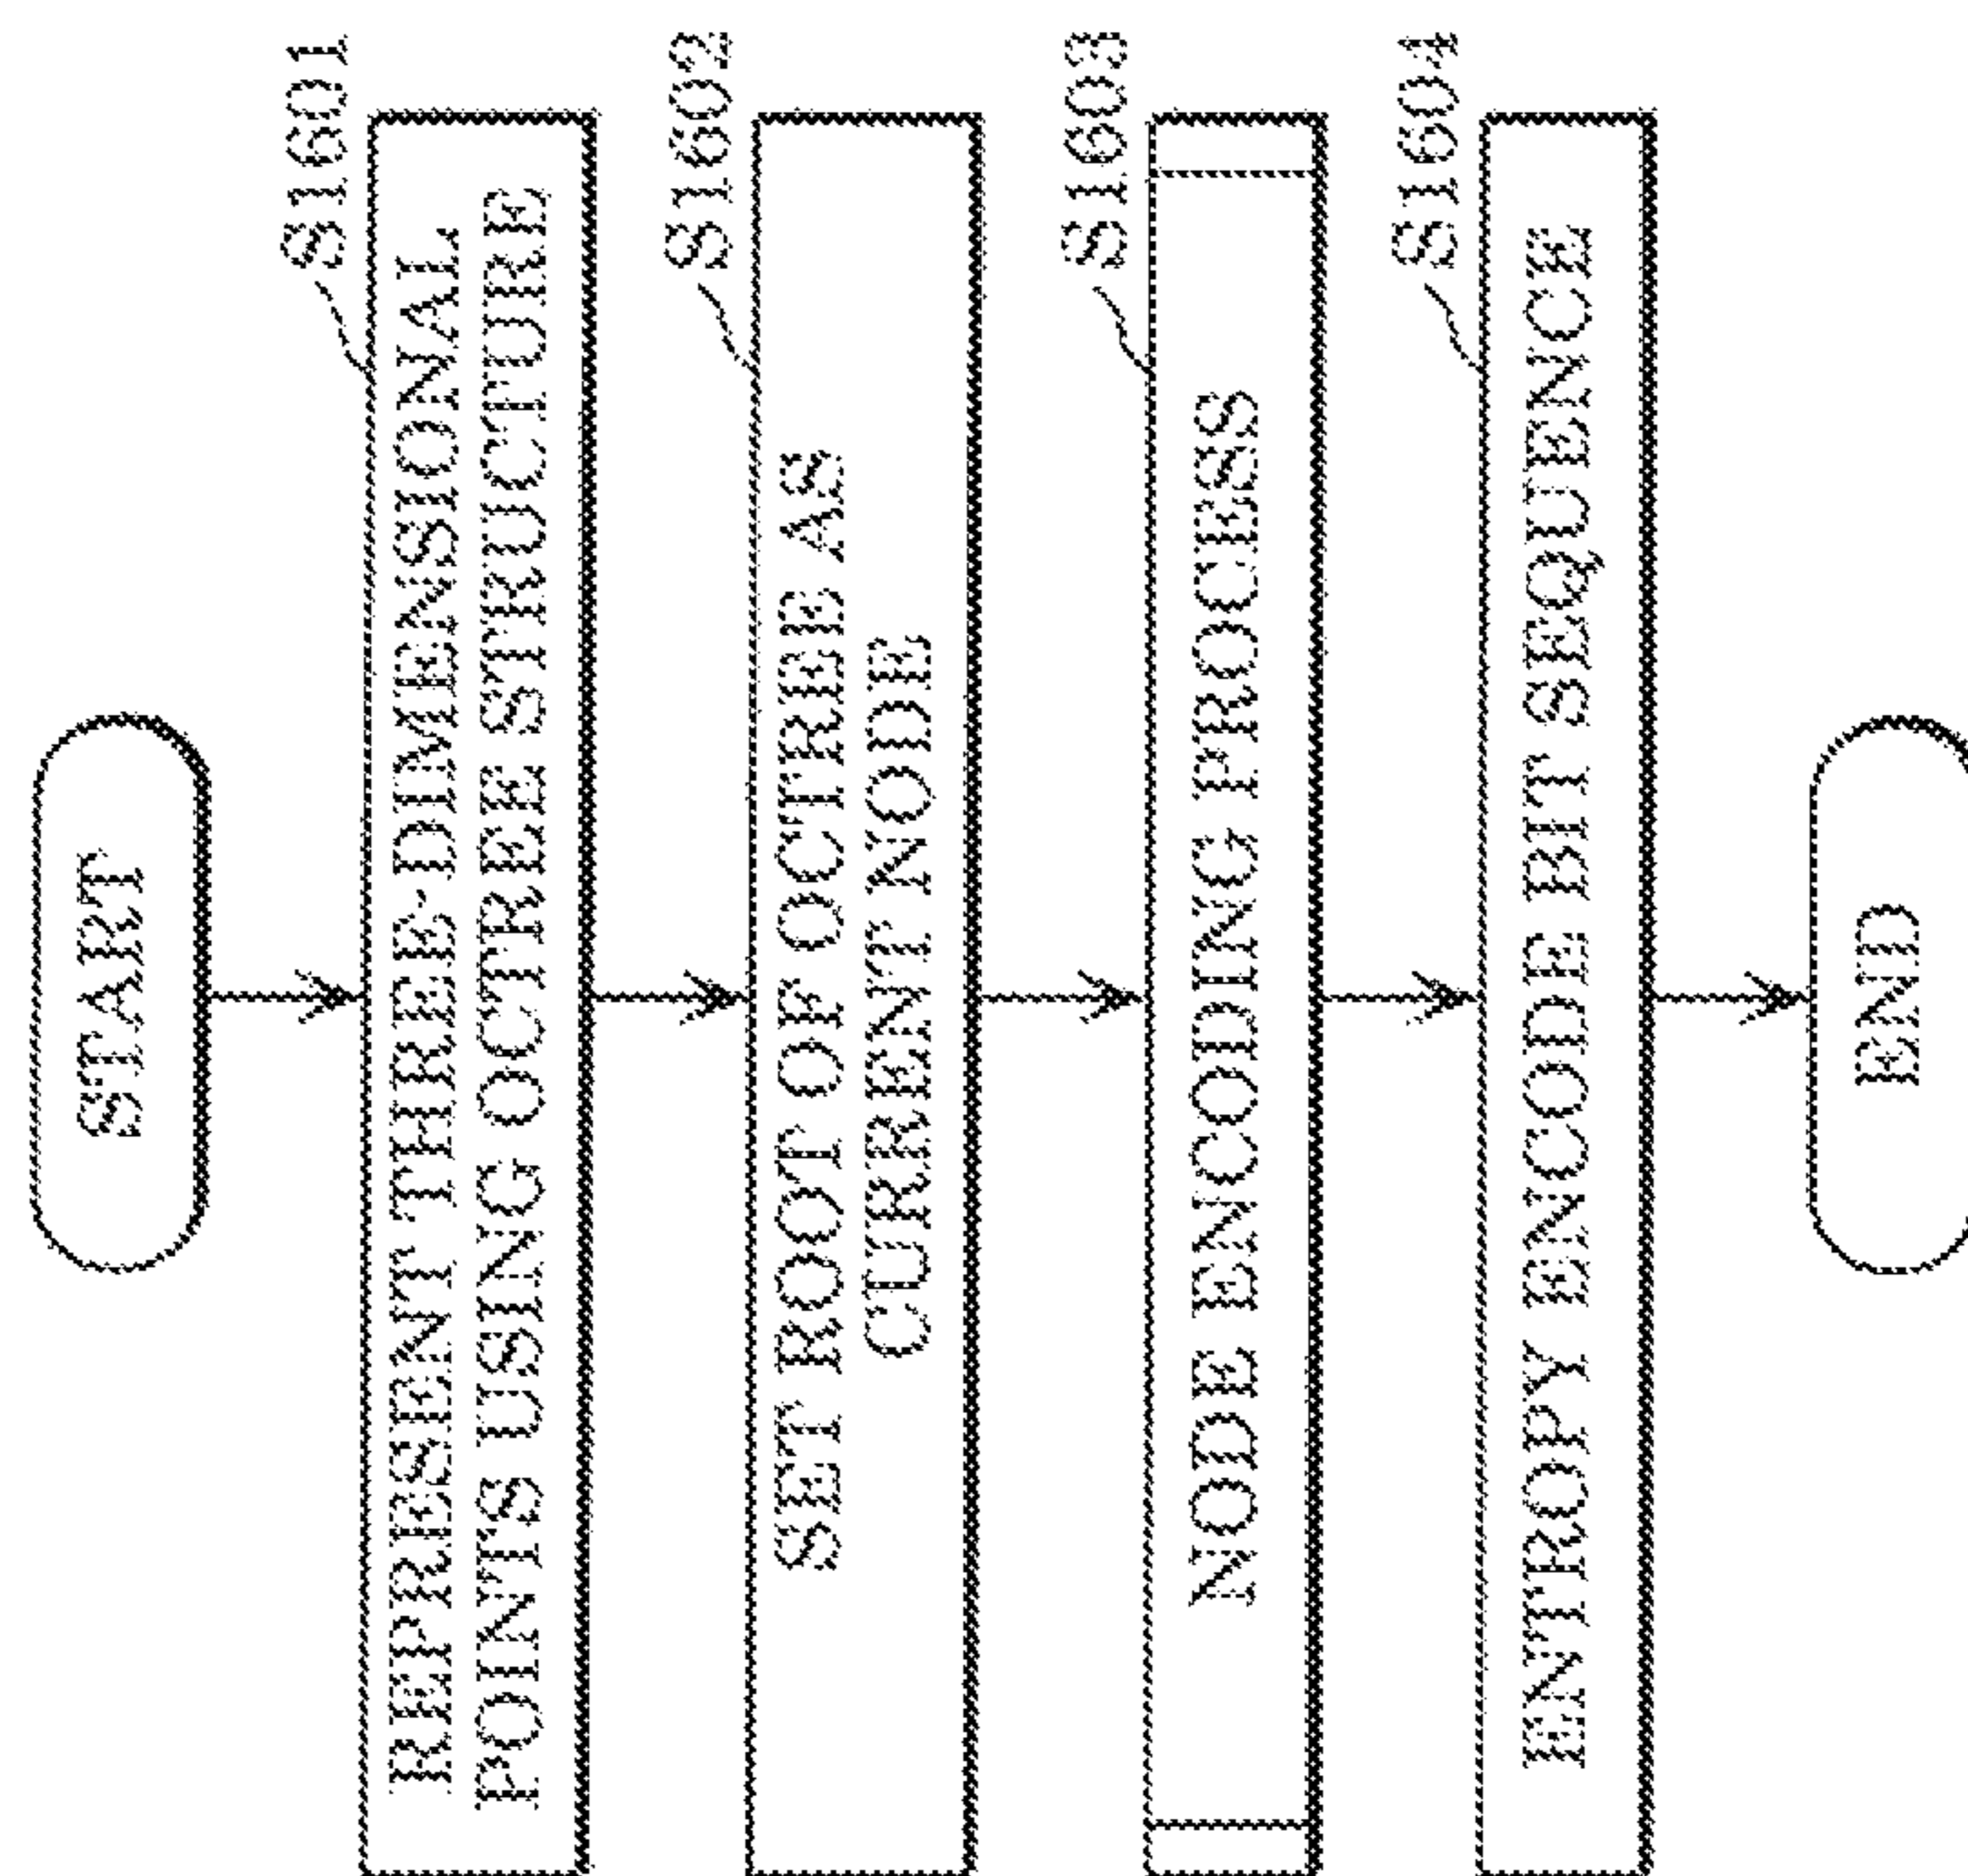 START
S1601
REPRESENT THREE-DIMENSIONAL
POINTS USING OCTREE STRUCTURE
S1602
SET ROOT OF OCTREE AS
CURRENT NODE
S1603
NODE ENCODING PROCESS
S1604
ENTROPY ENCODE BIT SEQUENCE
END